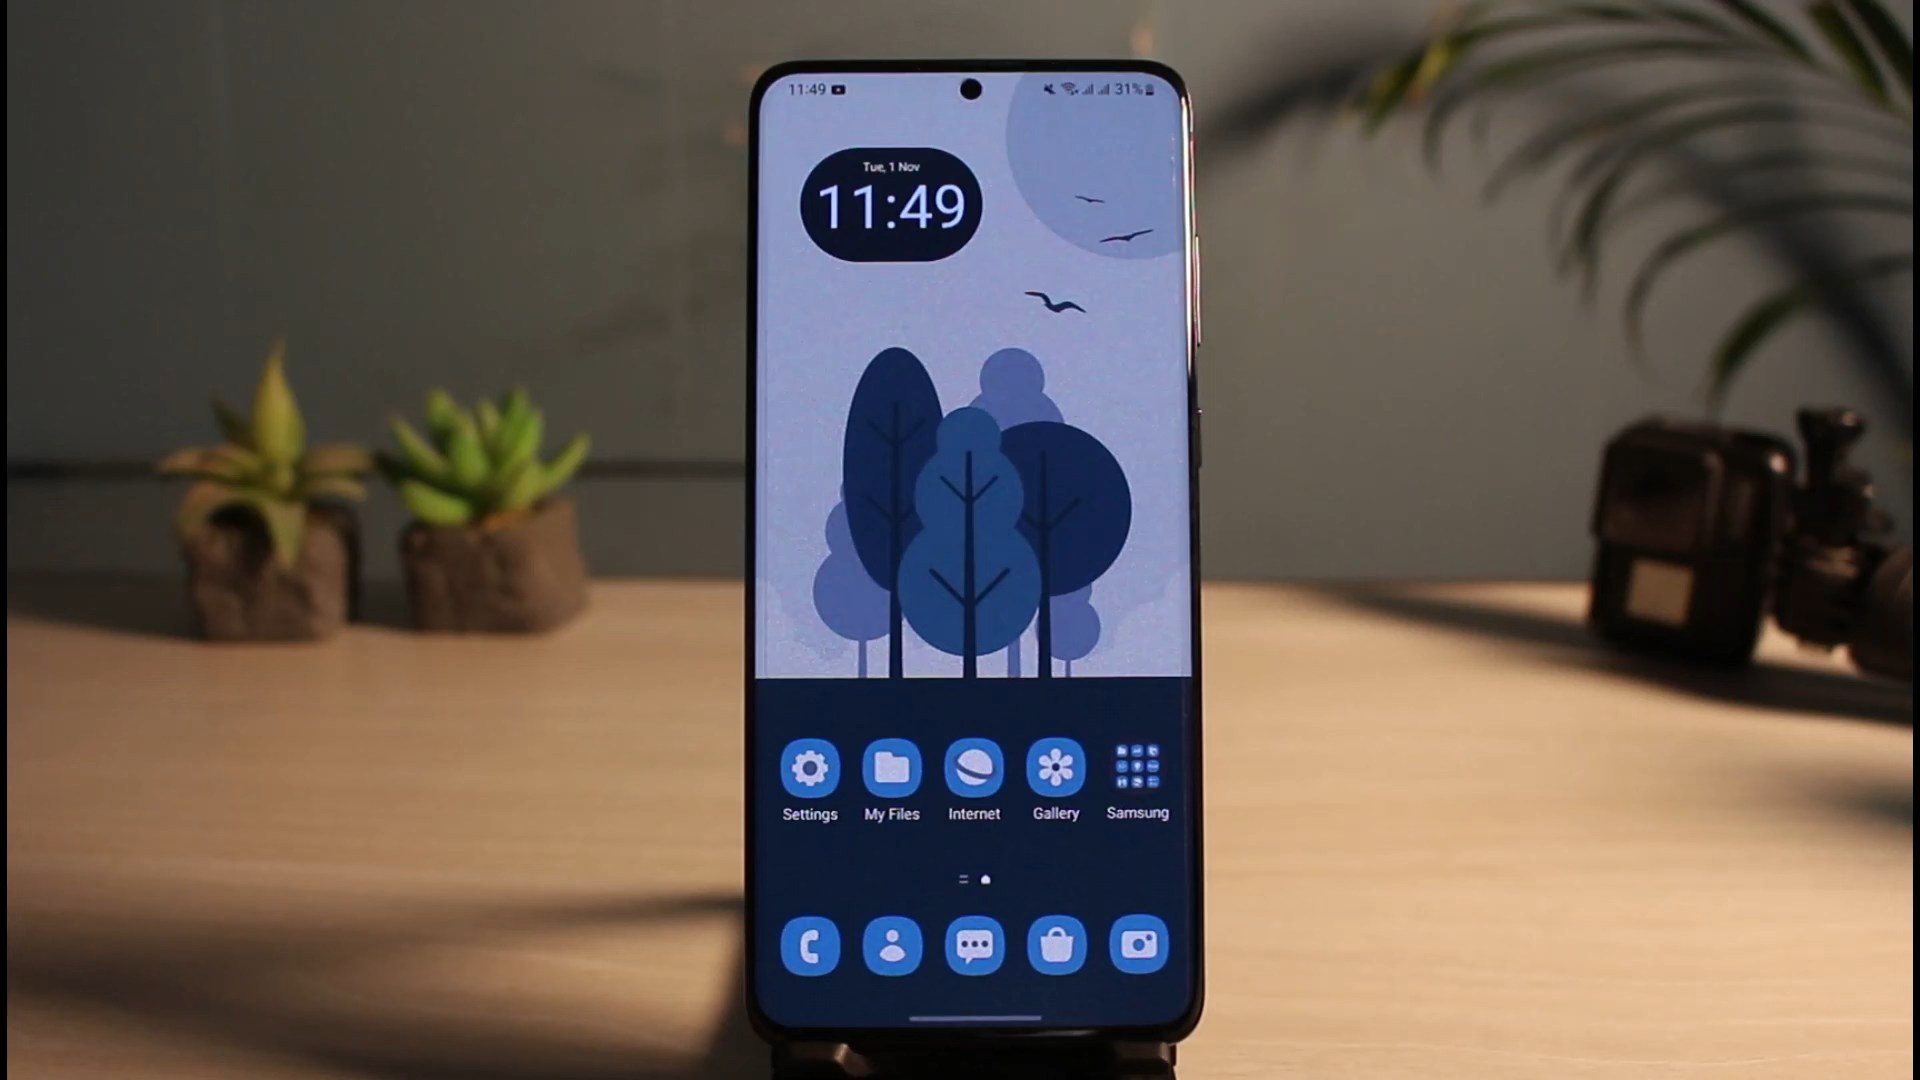 11:49
31%
Tue, 1 Nov
11:49
Settings
My Files
Internet
Gallery
Samsung